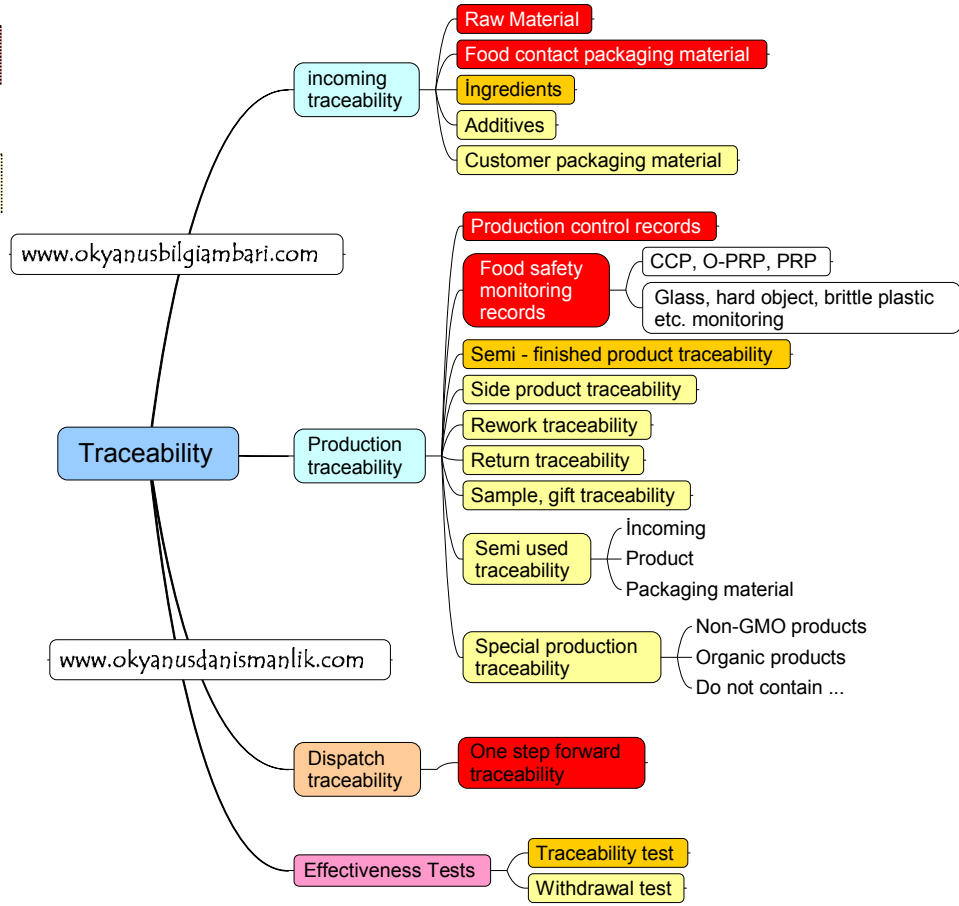 Raw Material
Food contact packaging material
İngredients
Additives
Customer packaging material
incoming
traceability
www.okyanusbilgiambari.com
Production control records
Food safety
monitoring
records
CCP, O-PRP, PRP
Glass, hard object, brittle plastic
etc. monitoring
Semi - finished product traceability
Side product traceability
Rework traceability
Return traceability
Sample, gift traceability
Semi used
traceability
İncoming
Product
Packaging material
Special production
traceability
Non-GMO products
Organic products
Do not contain ...
Traceability
Production
traceability
www.okyanusdanismanlik.com
Dispatch
traceability
One step forward
traceability
Effectiveness Tests
Traceability test
Withdrawal test